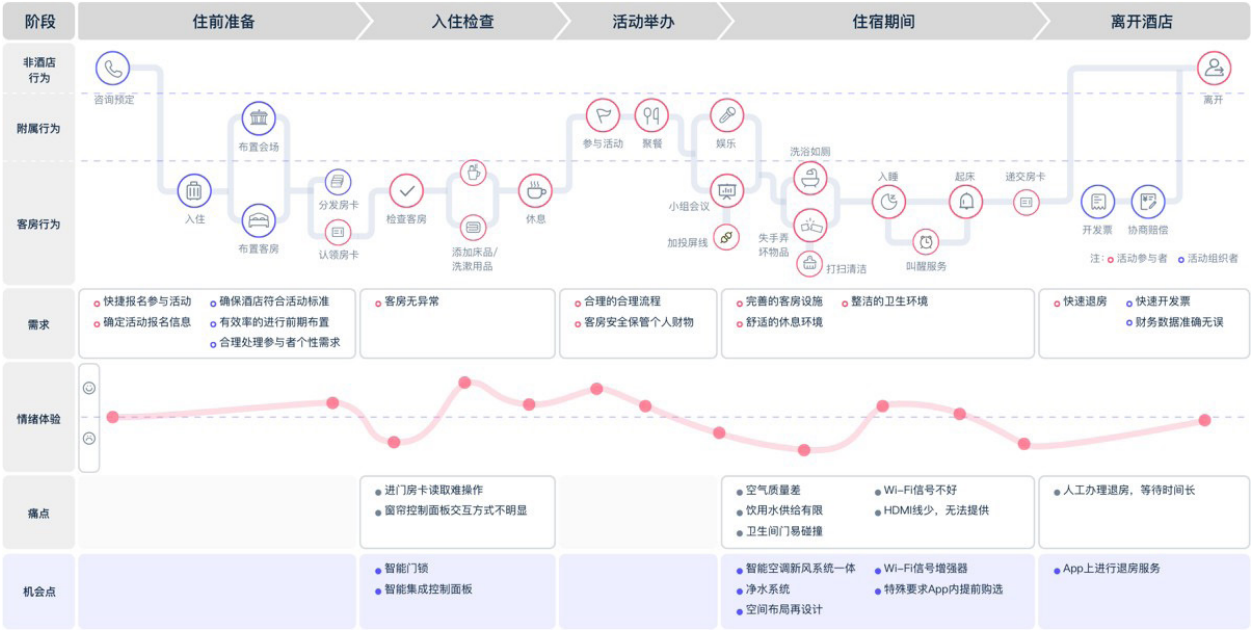 阶段
住前准备
入住检查
活动举办
住宿期间
离开酒店
非酒店
行为
咨询预定
离开
附属行为
布置会场
参与活动
聚餐
娱乐
客房行为
入住
布置客房
分发房卡
认领房卡
检查客房
添加床品/
洗漱用品
休息
小组会议
加投屏线
洗浴如厕
失手弄
坏物品
打扫清洁
入睡
叫醒服务
起床
递交房卡
开发票
协商赔偿
注：
活动参与者
活动组织者
需求
快捷报名参与活动
确定活动报名信息
确保酒店符合活动标准
有效率的进行前期布置
合理处理参与者个性需求
客房无异常
合理的合理流程
客房安全保管个人财物
完善的客房设施
舒适的休息环境
整洁的卫生环境
快速退房
快速开发票
财务数据准确无误
情绪体验
痛点
进门房卡读取难操作
窗帘控制面板交互方式不明显
空气质量差
饮用水供给有限
卫生间门易碰撞
Wi-Fi信号不好
HDMI线少，无法提供
人工办理退房，等待时间长
机会点
智能门锁
智能集成控制面板
智能空调新风系统一体
净水系统
空间布局再设计
Wi-Fi信号增强器
特殊要求App内提前购选
App上进行退房服务